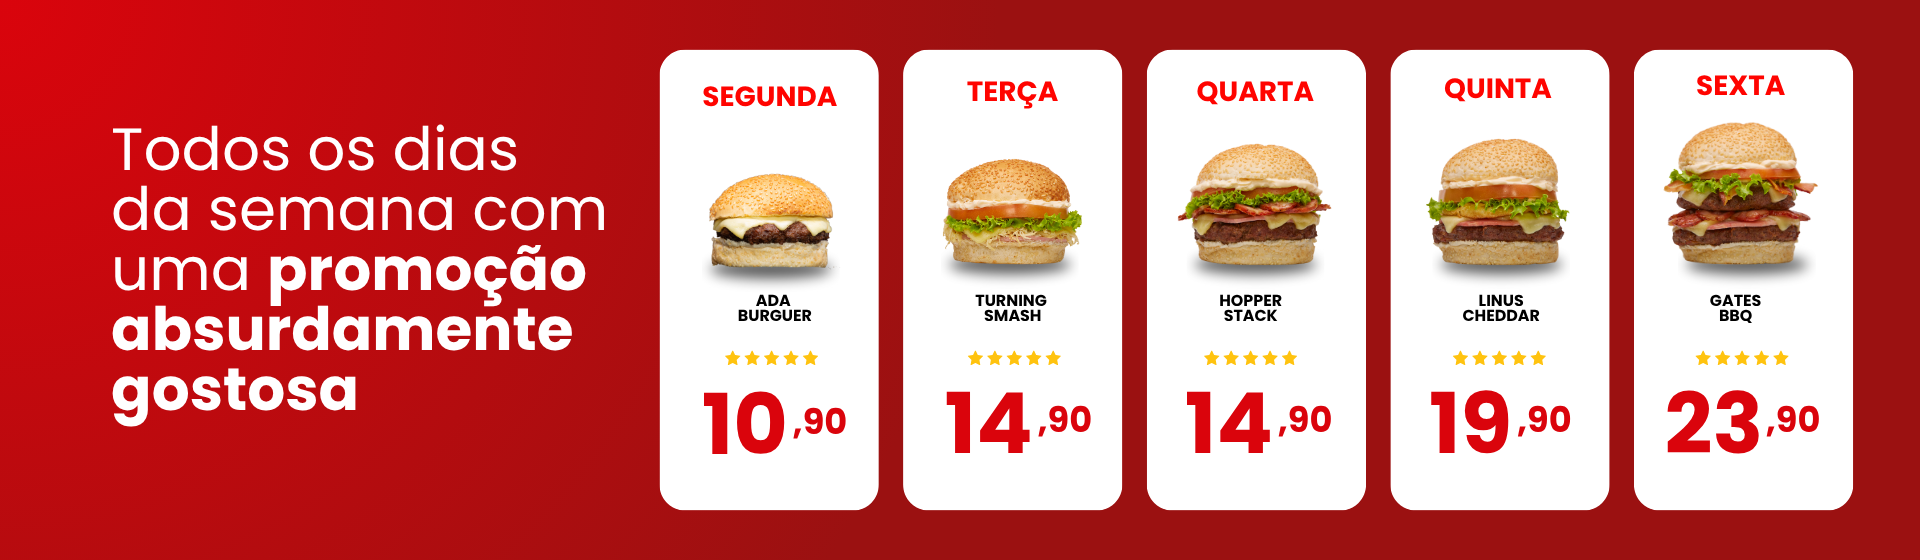 Todos os dias
da semana com
uma promoção
absurdamente
gostosa
SEGUNDA
ADA
BURGUER
10,90
TERÇA
TURNING
SMASH
14,90
QUARTA
HOPPER
STACK
14,90
QUINTA
LINUS
CHEDDAR
19,90
SEXTA
GATES
BBQ
23,90